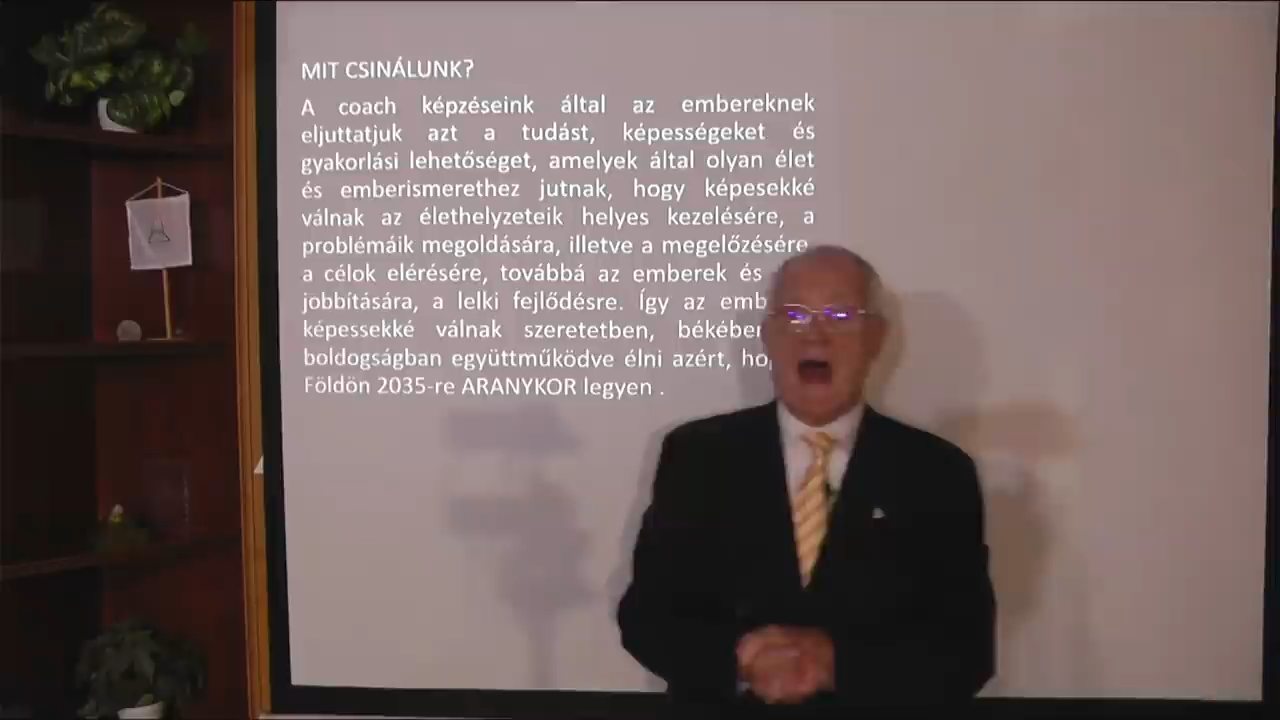 MIT CSINÁLUNK?
A coach képzéseink által az embereknek
eljuttatjuk azt a tudást, képességeket és
gyakorlási lehetőséget, amelyek által olyan élet
és emberismerethez jutnak, hogy képesekké
válnak az élethelyzeteik helyes kezelésére, a
problémáik megoldására, illetve a megelőzésére,
a célok elérésére, továbbá az emberek és
jobbítására, a lelki fejlődésre. Így az
képessekké válnak szeretetben,
boldogságban együttműködve élni azért,
Földön 2035-re ARANYKOR legyen .